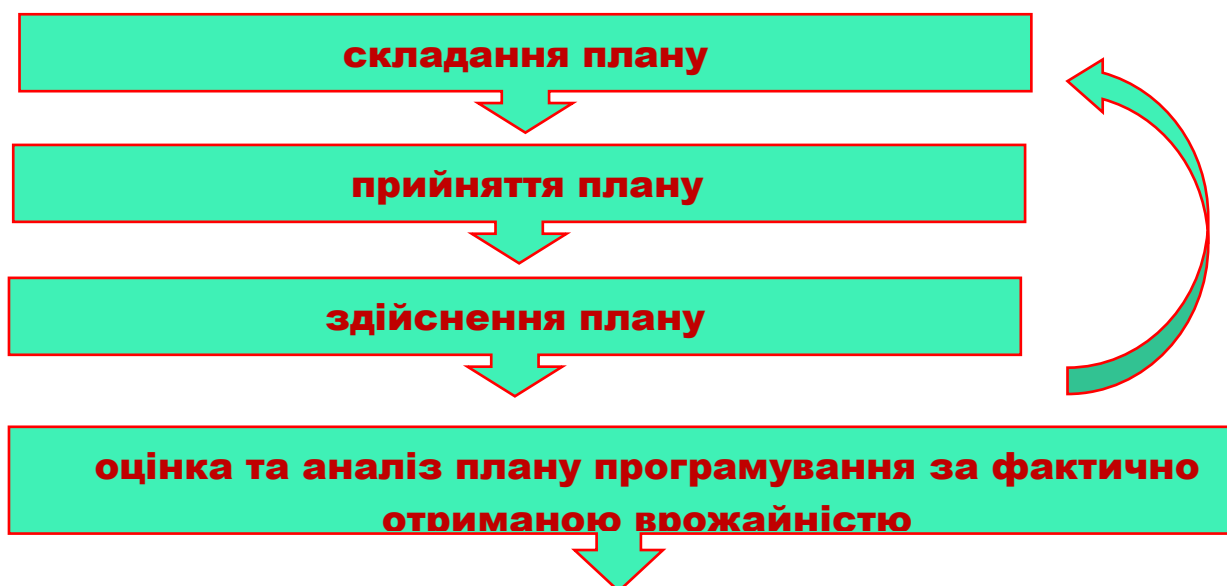 складання плану
прийняття плану
здійснення плану
оцінка та аналіз плану програмування за фактично
отриманою врожайністю